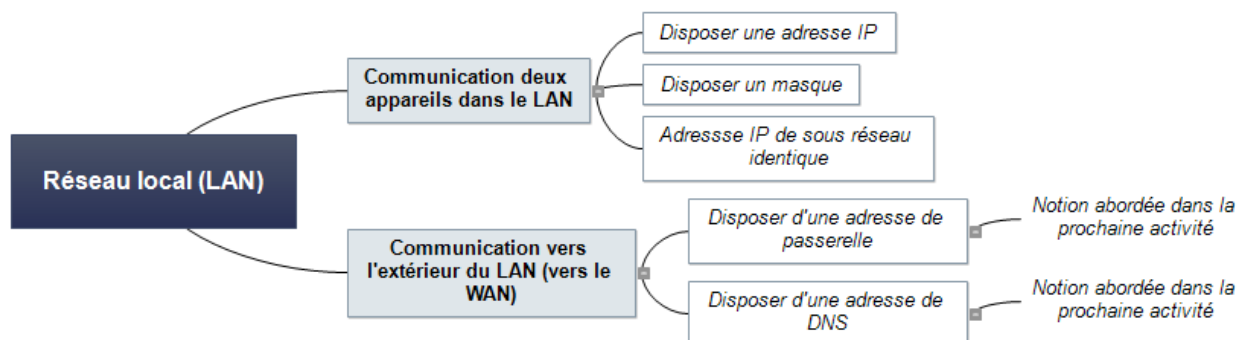 Réseau local (LAN)
Communication deux
appareils dans le LAN
Disposer une adresse IP
Disposer un masque
Adressse IP de sous réseau
identique
Communication vers
l'extérieur du LAN (vers le
WAN)
Disposer d'une adresse de
passerelle
Notion abordée dans la
prochaine activité
Disposer d'une adresse de
DNS
Notion abordée dans la
prochaine activité